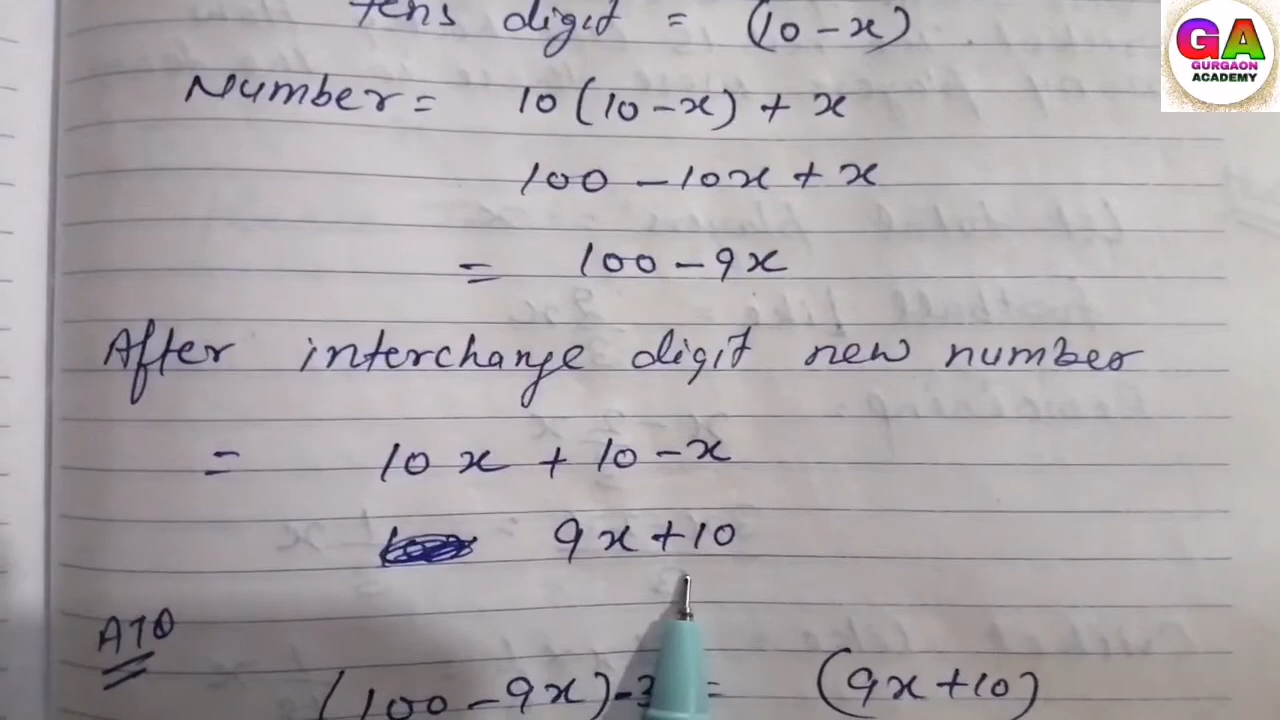 GA
GURGAON
ACADEMY
tens digit = (10-x)
Number = 10(10-x) + x
100 - 10x + x
= 100 - 9x
After interchange digit new number
= 10x + 10 - x
9x + 10
ATQ
(100 - 9x) - 3 = (9x + 10)